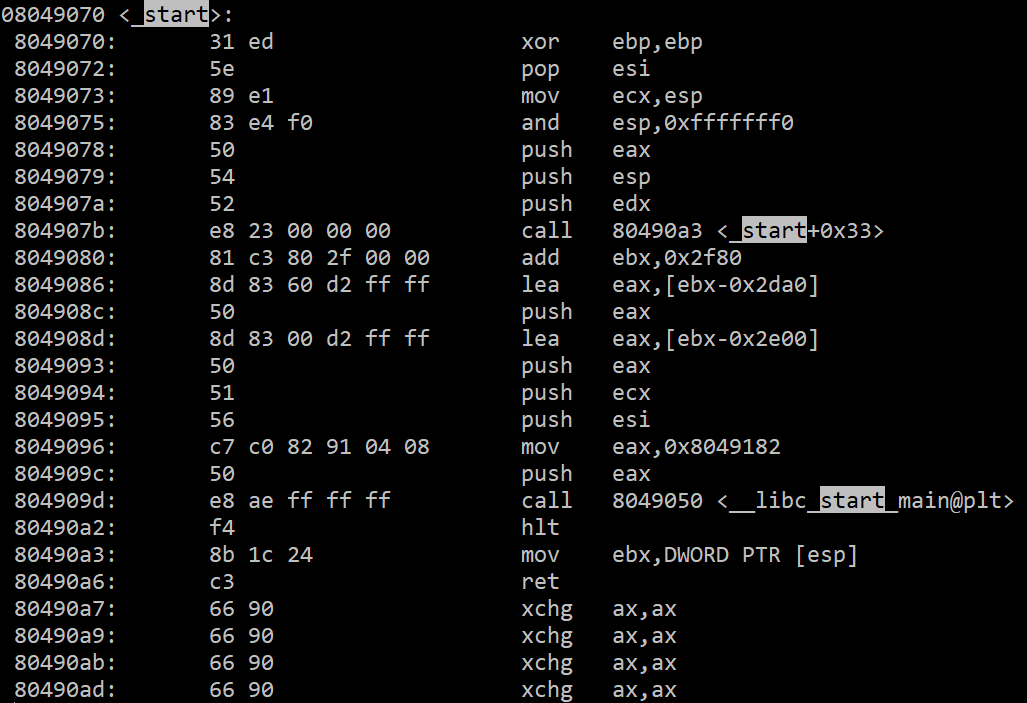 08049070 <_start>:
 8049070:	31 ed	xor    ebp,ebp
 8049072:	5e	pop    esi
 8049073:	89 e1	mov    ecx,esp
 8049075:	83 e4 f0	and    esp,0xfffffff0
 8049078:	50	push   eax
 8049079:	54	push   esp
 804907a:	52	push   edx
 804907b:	e8 23 00 00 00	call   80490a3 <_start+0x33>
 8049080:	81 c3 80 2f 00 00	add    ebx,0x2f80
 8049086:	8d 83 60 d2 ff ff	lea    eax,[ebx-0x2da0]
 804908c:	50	push   eax
 804908d:	8d 83 00 d2 ff ff	lea    eax,[ebx-0x2e00]
 8049093:	50	push   eax
 8049094:	51	push   ecx
 8049095:	56	push   esi
 8049096:	c7 c0 82 91 04 08	mov    eax,0x8049182
 804909c:	50	push   eax
 804909d:	e8 ae ff ff ff	call   8049050 <__libc_start_main@plt>
 80490a2:	f4	hlt
 80490a3:	8b 1c 24	mov    ebx,DWORD PTR [esp]
 80490a6:	c3	ret
 80490a7:	66 90	xchg   ax,ax
 80490a9:	66 90	xchg   ax,ax
 80490ab:	66 90	xchg   ax,ax
 80490ad:	66 90	xchg   ax,ax